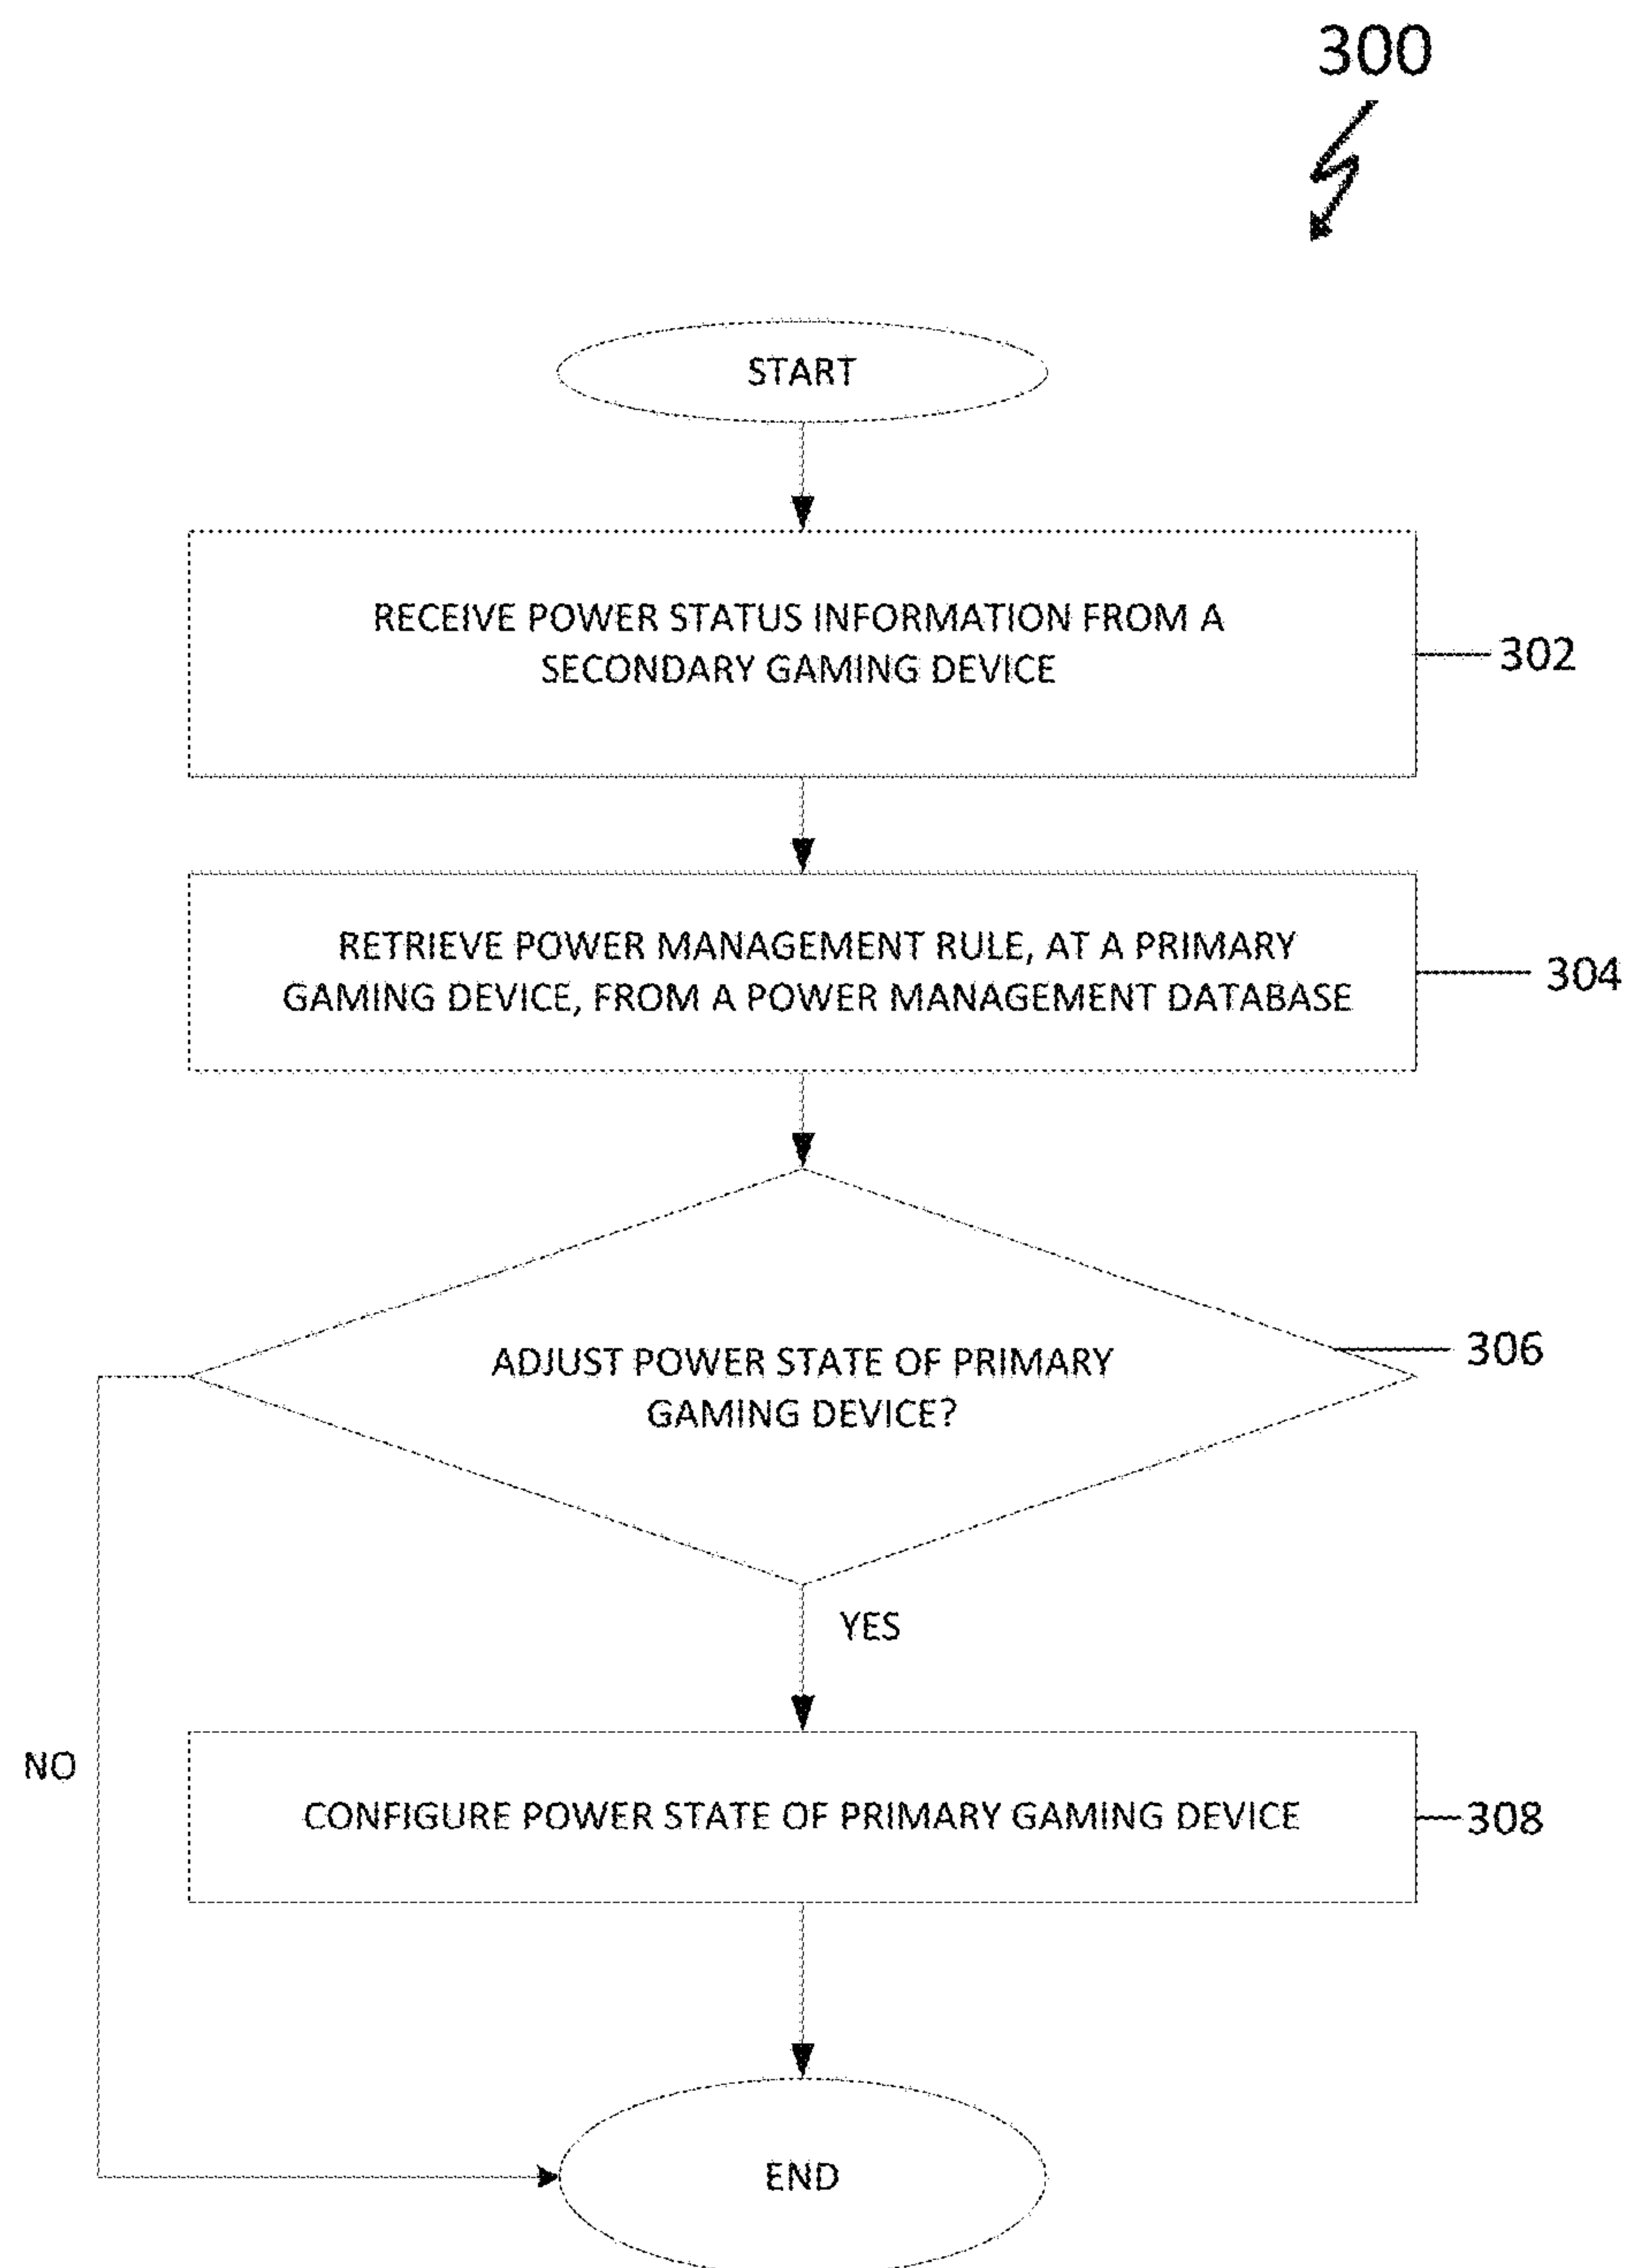 300
START
RECEIVE POWER STATUS INFORMATION FROM A
SECONDARY GAMING DEVICE
302
RETRIEVE POWER MANAGEMENT RULE, AT A PRIMARY
GAMING DEVICE, FROM A POWER MANAGEMENT DATABASE
304
ADJUST POWER STATE OF PRIMARY
GAMING DEVICE?
306
YES
NO
CONFIGURE POWER STATE OF PRIMARY GAMING DEVICE
308
END